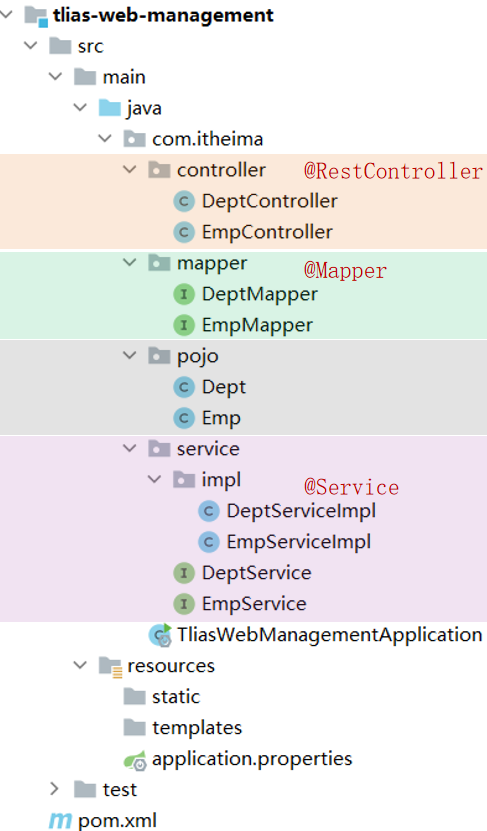 tlias-web-management
src
main
java
com.itheima
controller @RestController
DeptController
EmpController
mapper @Mapper
DeptMapper
EmpMapper
pojo
Dept
Emp
service
impl @Service
DeptServiceImpl
EmpServiceImpl
DeptService
EmpService
TliasWebManagementApplication
resources
static
templates
application.properties
test
pom.xml